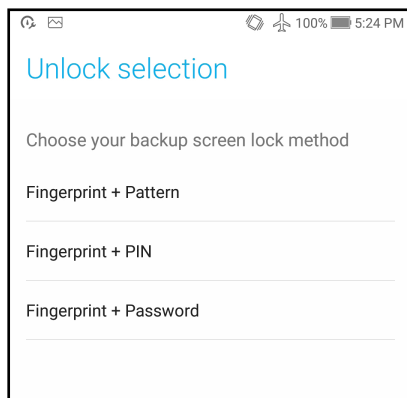 100% 5:24 PM
Unlock selection
Choose your backup screen lock method
Fingerprint + Pattern
Fingerprint + PIN
Fingerprint + Password